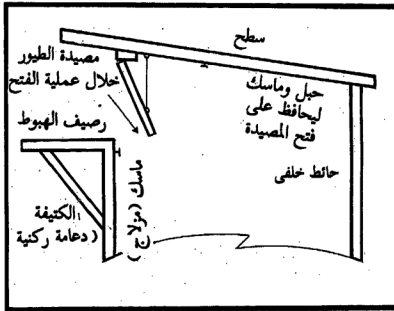 سطح
مصيدة الطيور
خلال عملية الفتح
حبل وماسك
ليحافظ على
فتح المصيدة
رصيف الهبوط
حائط خلفى
ماسك (مزلاج)
الكتيفة
(دعامة ركنية